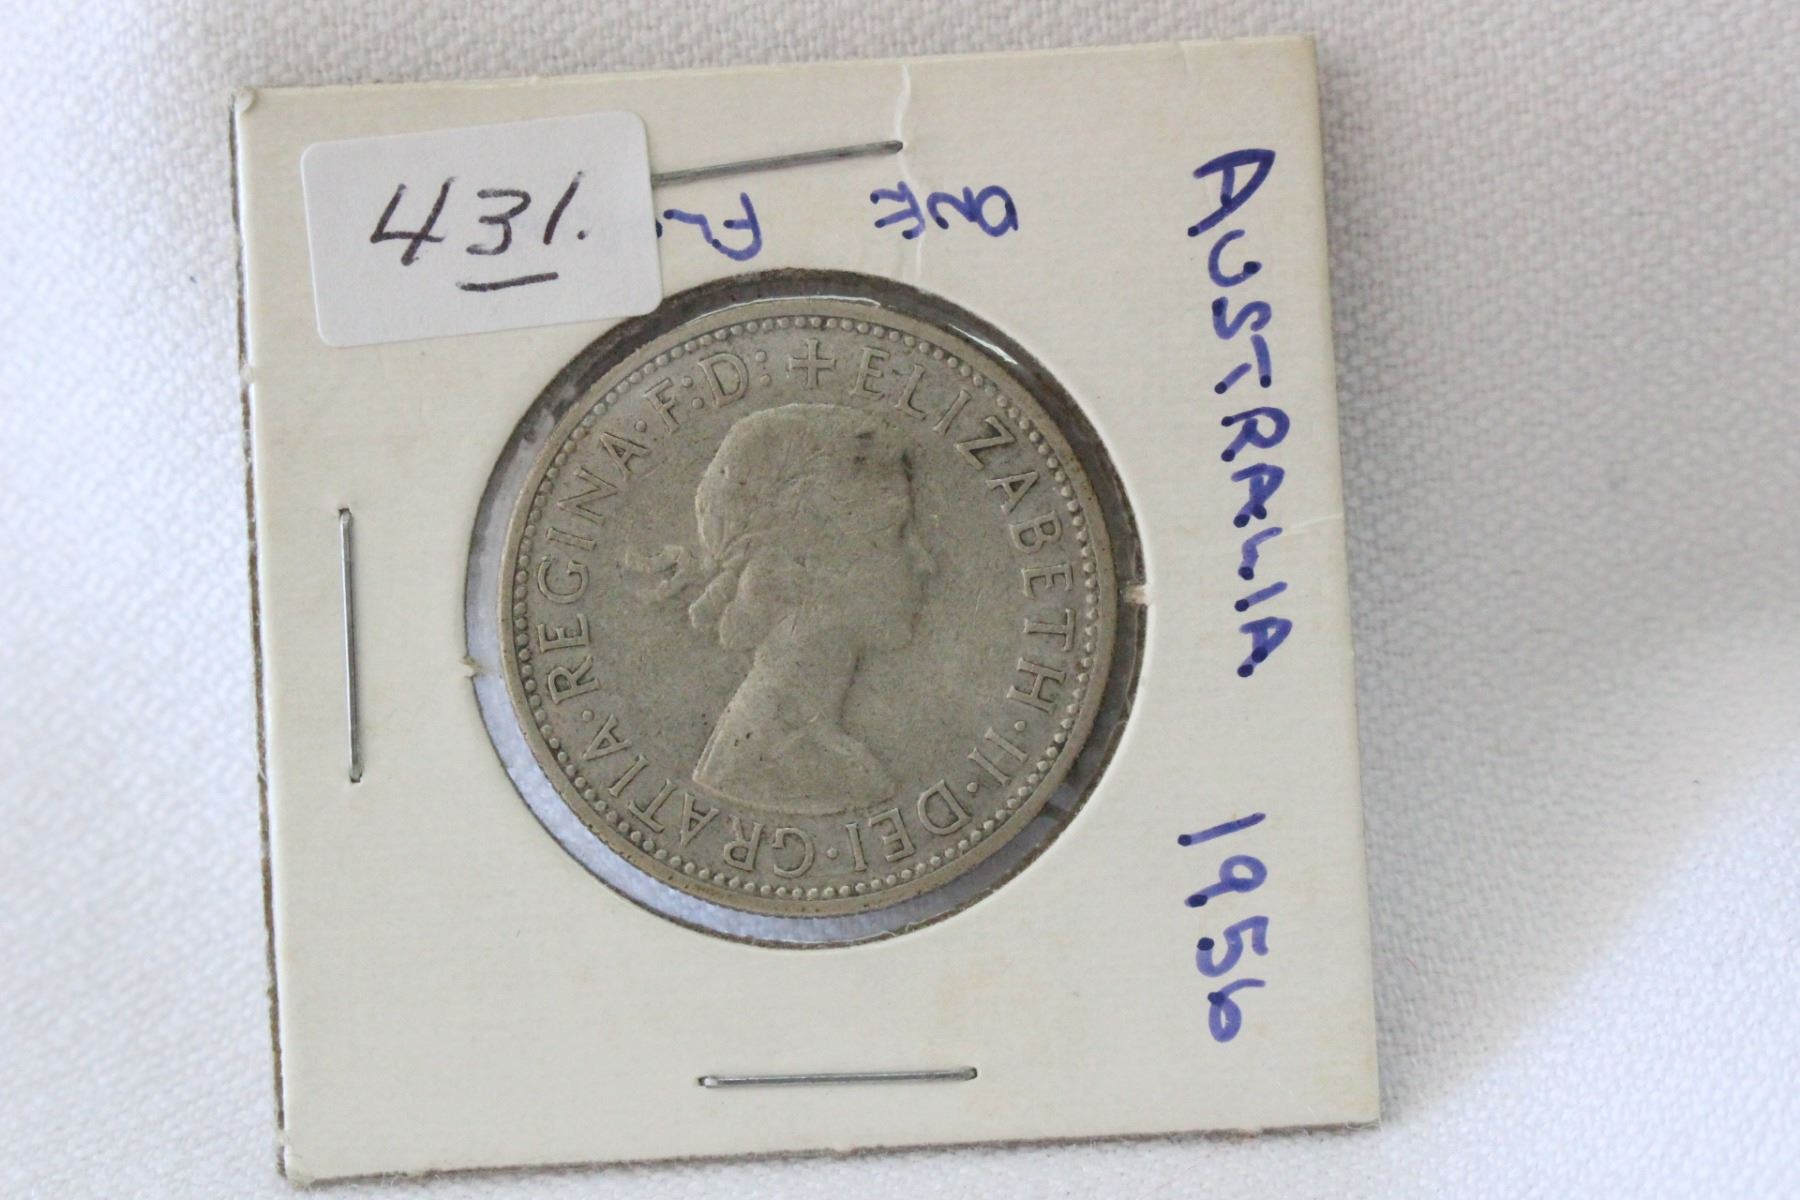 431.
AUSTRALIA 1956
+ ELIZABETH·II·DEI·GRATIA·REGINA·F:D: